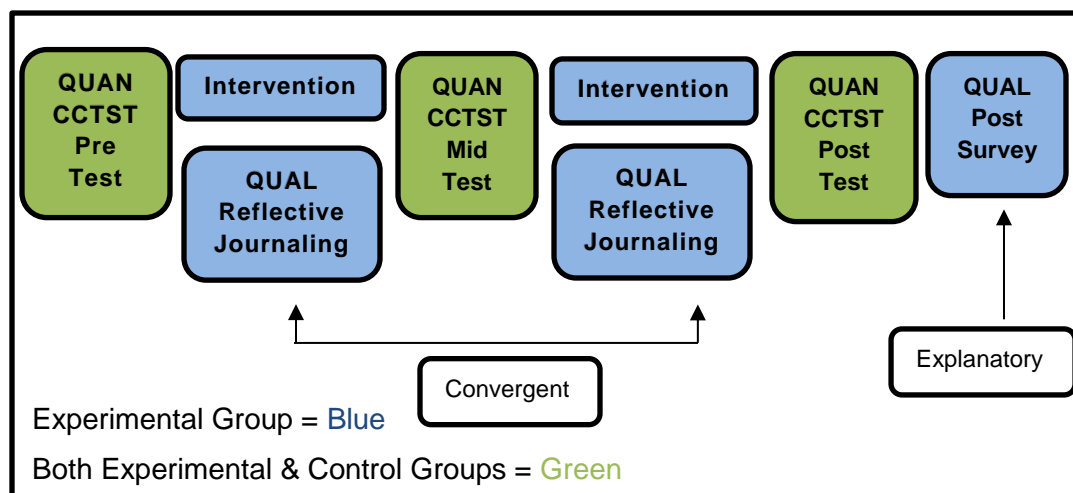 QUAN
CCTST
Pre
Test
Intervention
QUAL
Reflective
Journaling
QUAN
CCTST
Mid
Test
Intervention
QUAL
Reflective
Journaling
QUAN
CCTST
Post
Test
QUAL
Post
Survey
Convergent
Explanatory
Experimental Group = Blue
Both Experimental & Control Groups = Green